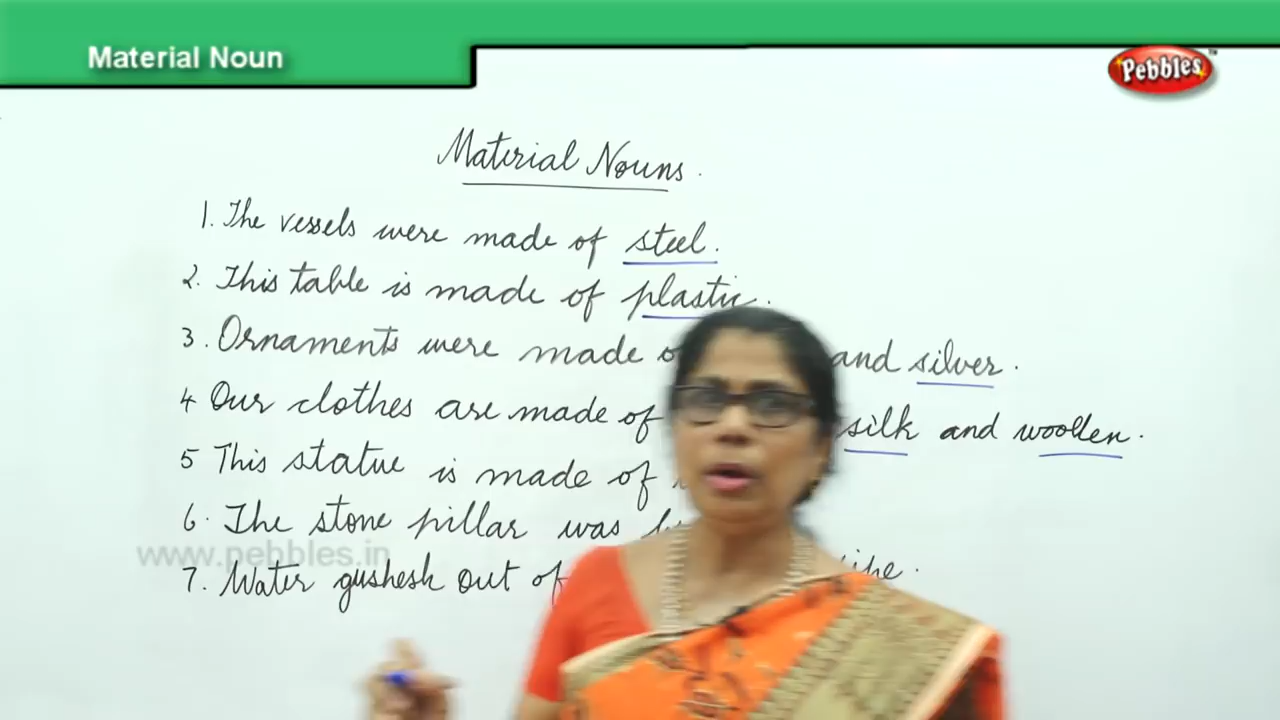 Material Noun
Pebbles™
Material Nouns.
1. The vessels were made of steel.
2. This table is made of plastic.
3. Ornaments were made and silver.
4 Our clothes are made of silk and woollen.
5 This statue is made of
6. The stone pillar was
www.pebbles.in
7. Water gushesh out of